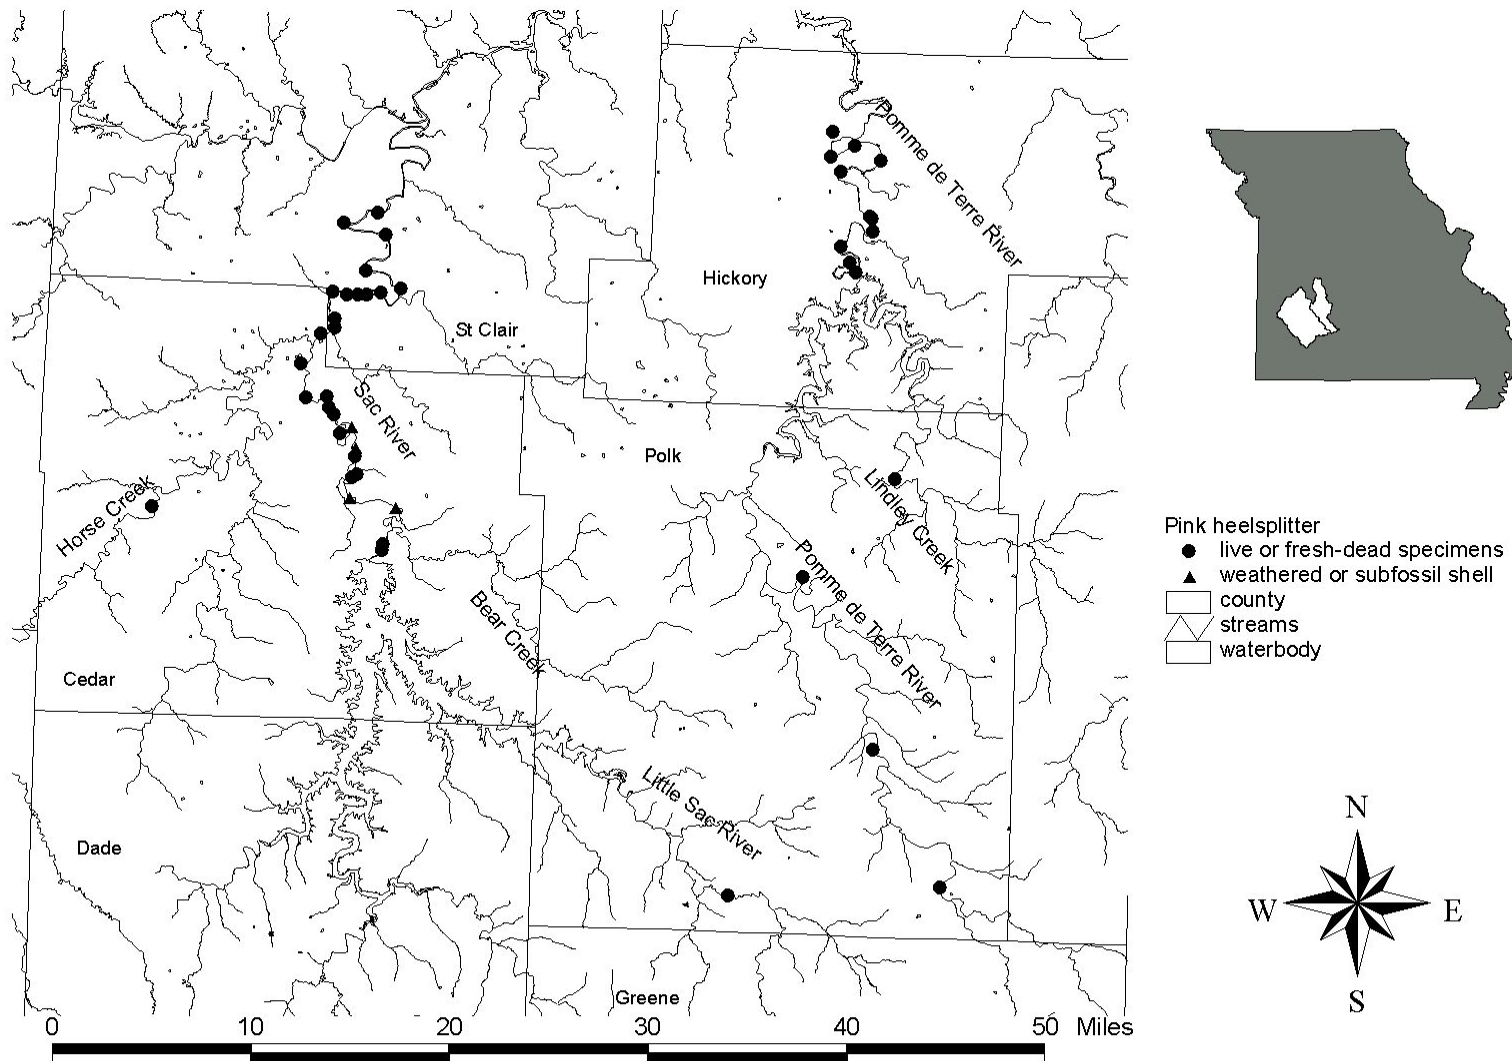 Pomme de Terre River
Hickory
St Clair
Sac River
Polk
Lindley Creek
Horse Creek
Pomme de Terre River
Bear Creek
Cedar
Little Sac River
Dade
Greene
0 10 20 30 40 50 Miles
Pink heelsplitter
live or fresh-dead specimens
weathered or subfossil shell
county
streams
waterbody
N
W E
S